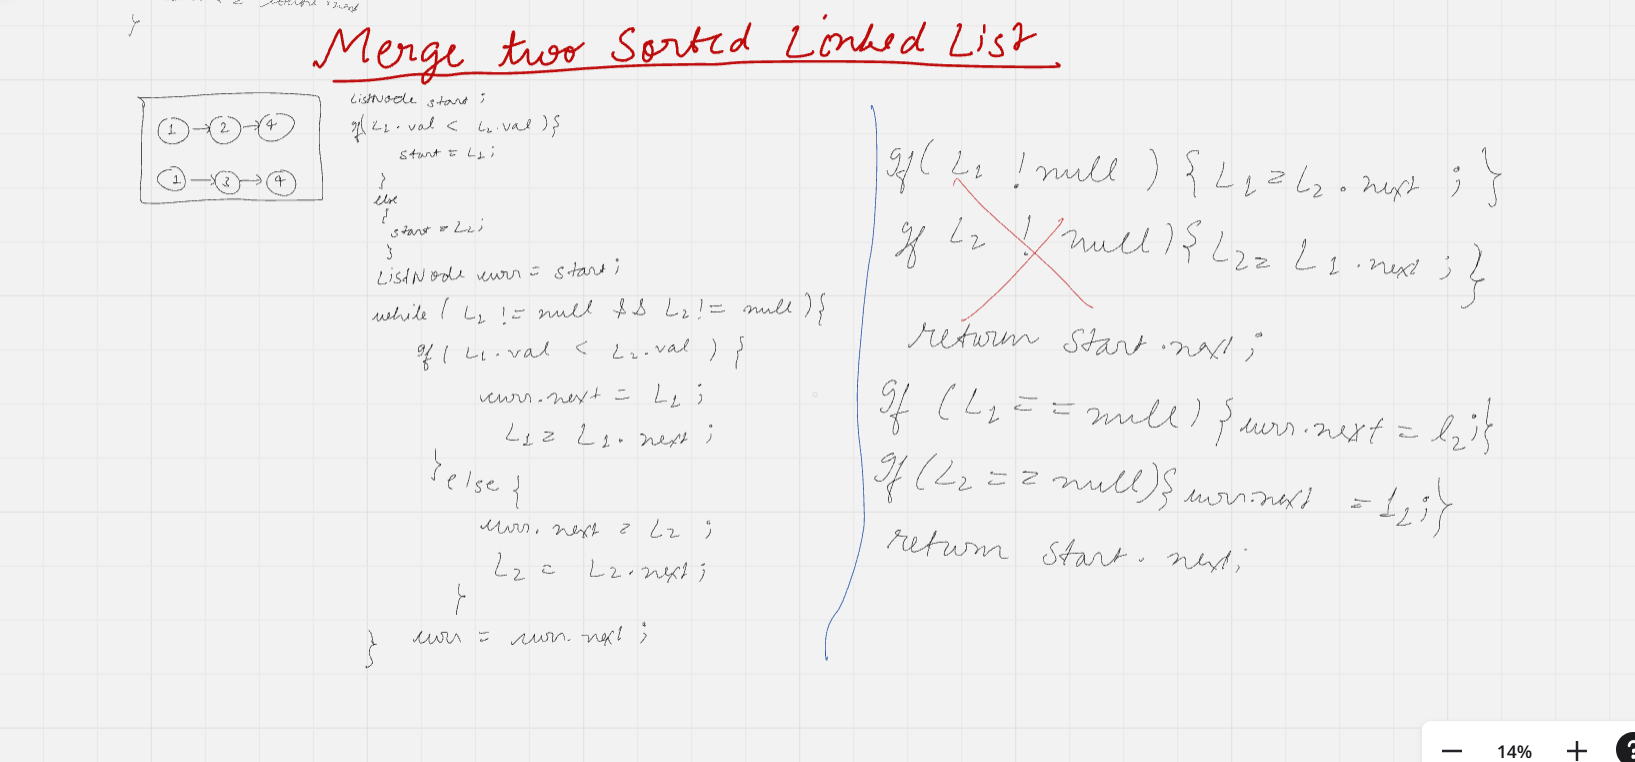 }
Merge two Sorted Linked List
1 → 2 → 4
1 → 3 → 4
ListNode start ;
if( L1 . val < L2.val ) {
start = L1 ;
}
else
{
start = L2 ;
}
ListNode curr = start ;
while ( L1 != null && L2 != null ) {
if ( L1 . val < L2 . val ) {
curr.next = L1 ;
L1 = L1 . next ;
} else {
curr. next = L2 ;
L2 = L2 . next ;
}
} curr = curr. next ;
if( L1 ! null ) { L1 = L2 . next ; }
if L2 ! null) { L2 = L1 . next ; }
return start . next ;
If (L1 = = null) { curr.next = l2 ; }
If (L2 = = null) { curr.next = 12 ; }
return start . next ;
14%
?